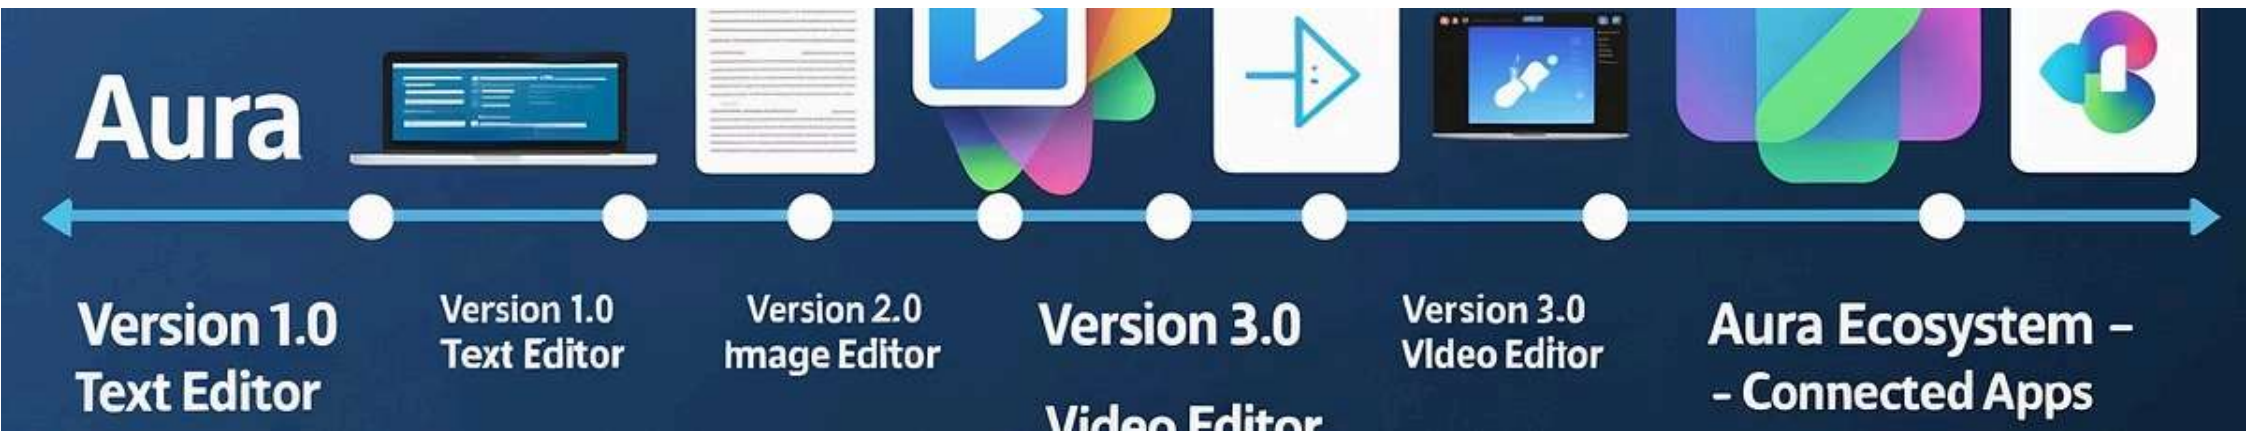 Aura
Version 1.0
Text Editor
Version 1.0
Text Editor
Version 2.0
Image Editor
Version 3.0
Video Editor
Version 3.0
VIdeo Editor
Aura Ecosystem –
– Connected Apps